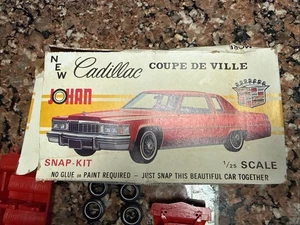 NEW
Cadillac COUPE DE VILLE
JOHAN
SNAP-KIT
1/25 SCALE
NO GLUE or PAINT REQUIRED — JUST SNAP THIS BEAUTIFUL CAR TOGETHER